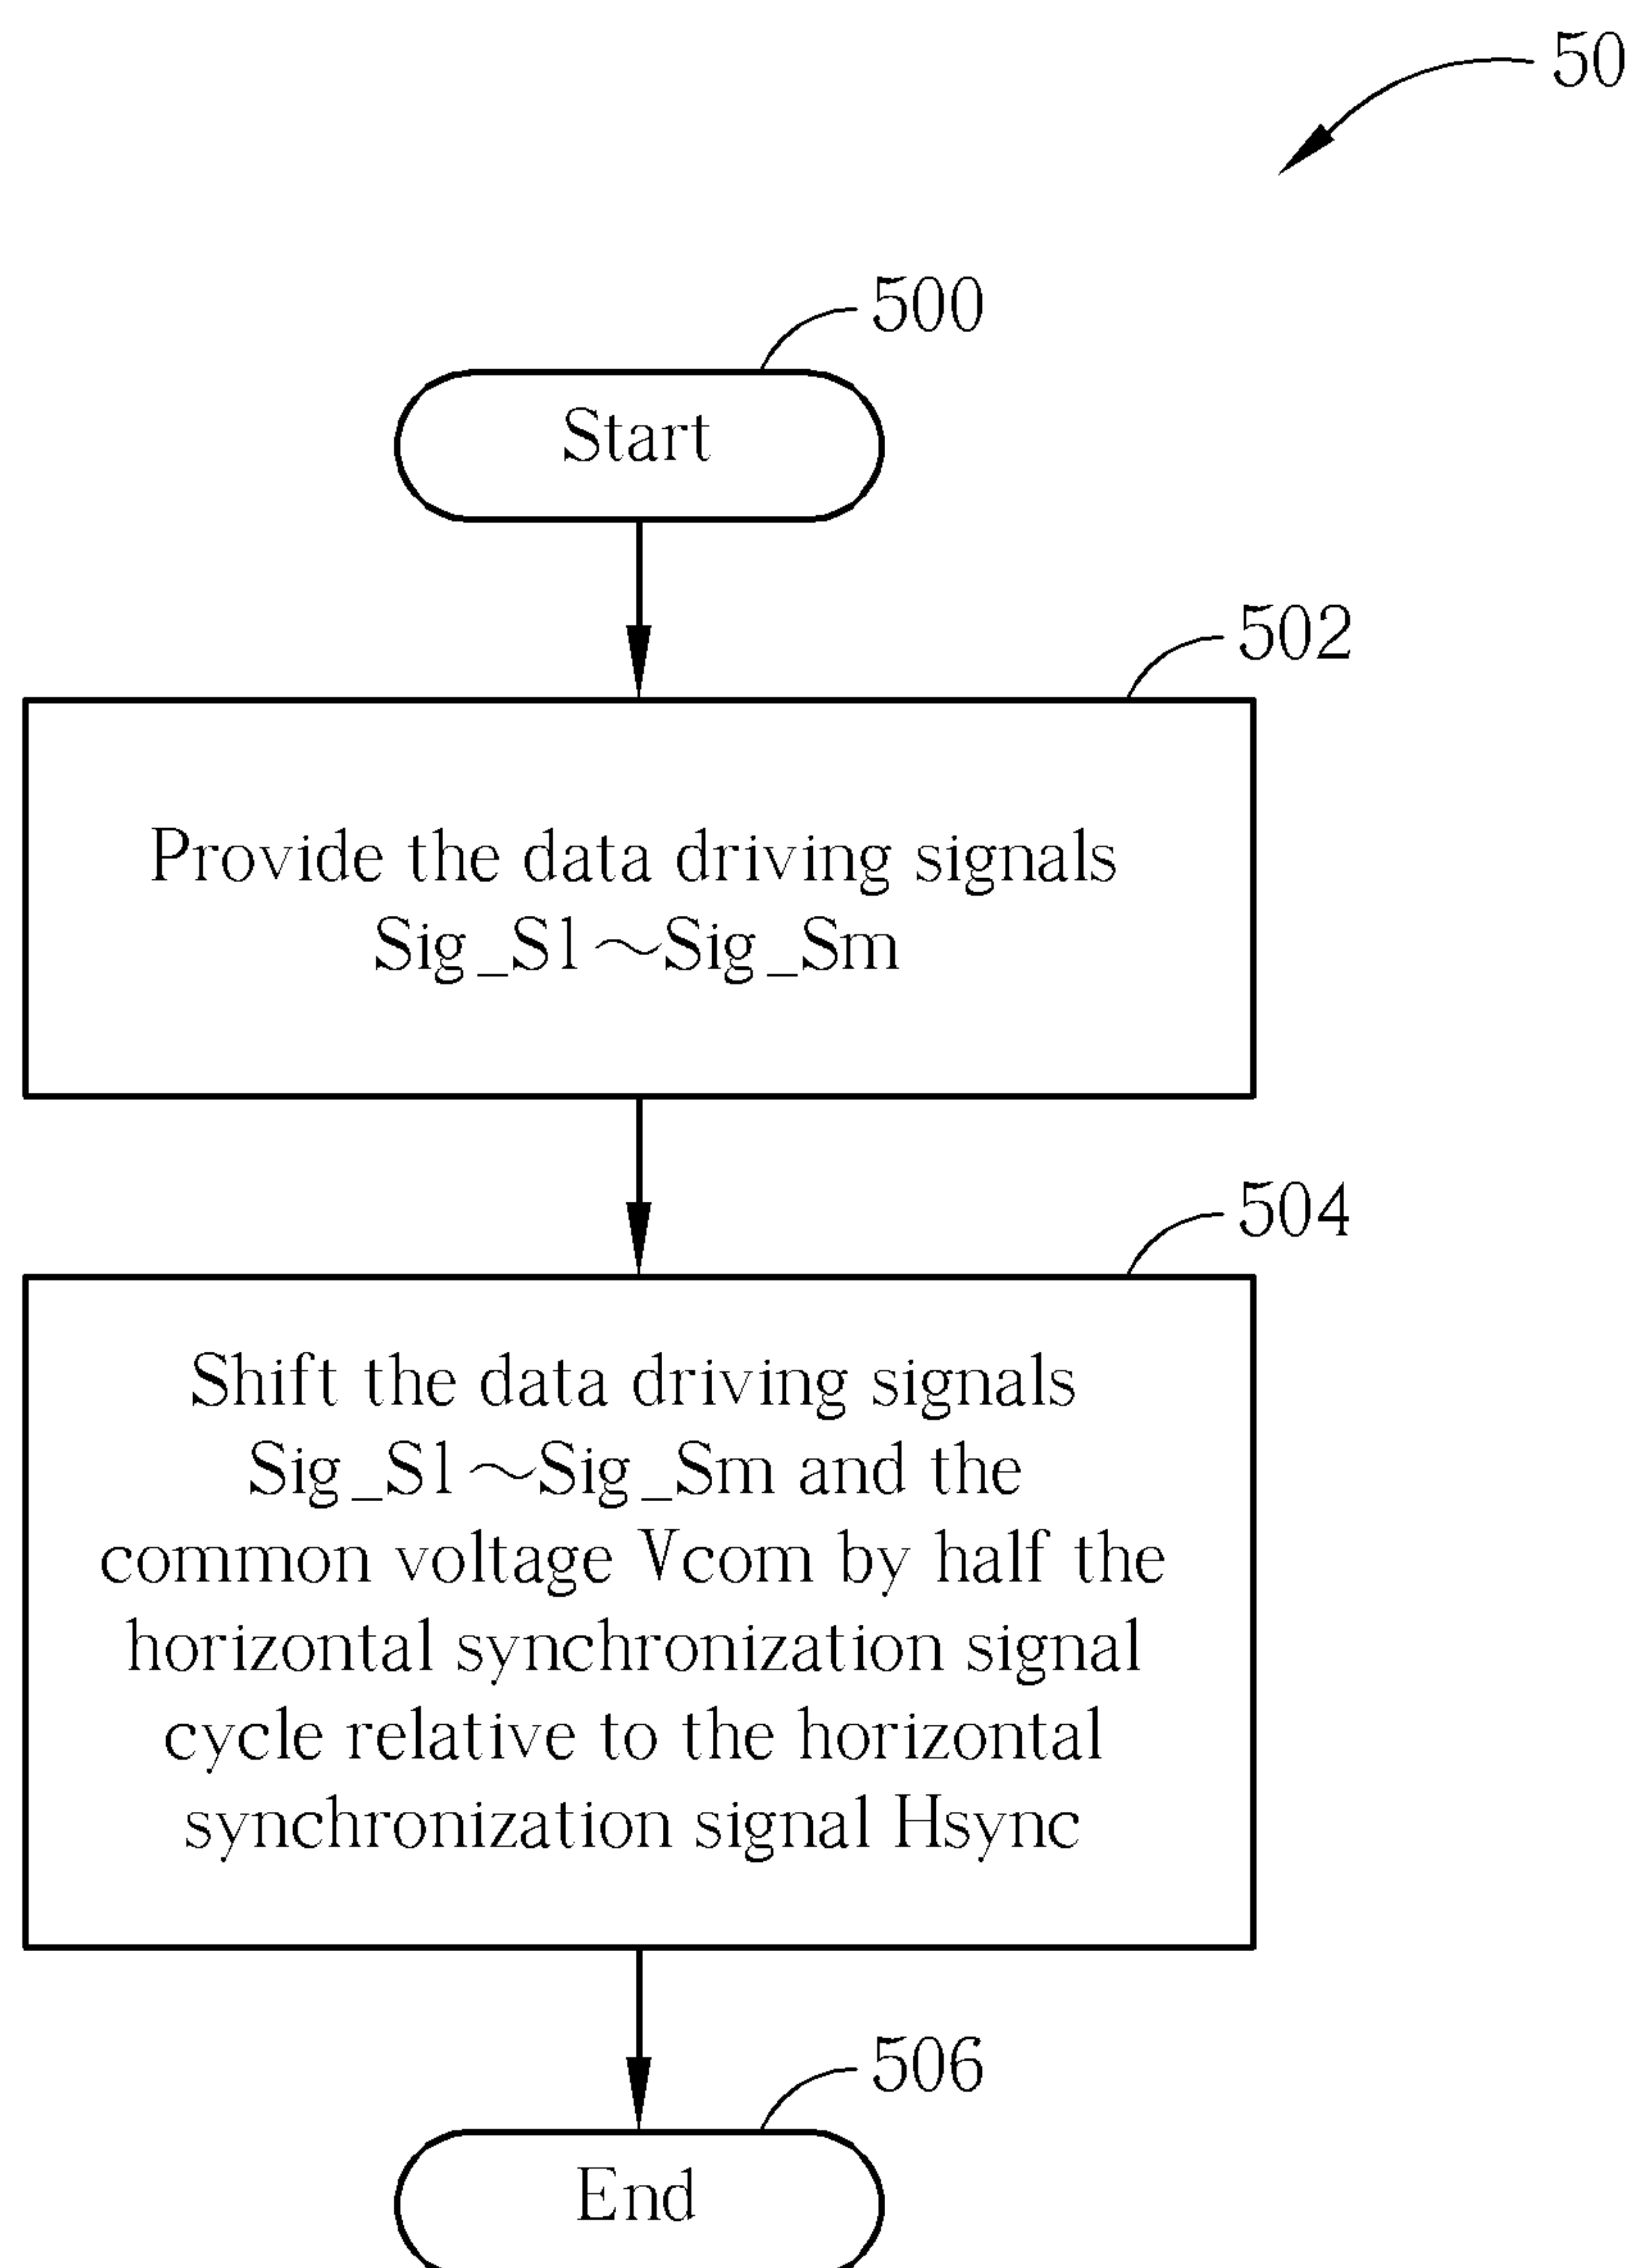 50
500
Start
502
Provide the data driving signals
Sig_S1～Sig_Sm
504
Shift the data driving signals
Sig_S1～Sig_Sm and the
common voltage Vcom by half the
horizontal synchronization signal
cycle relative to the horizontal
synchronization signal Hsync
506
End